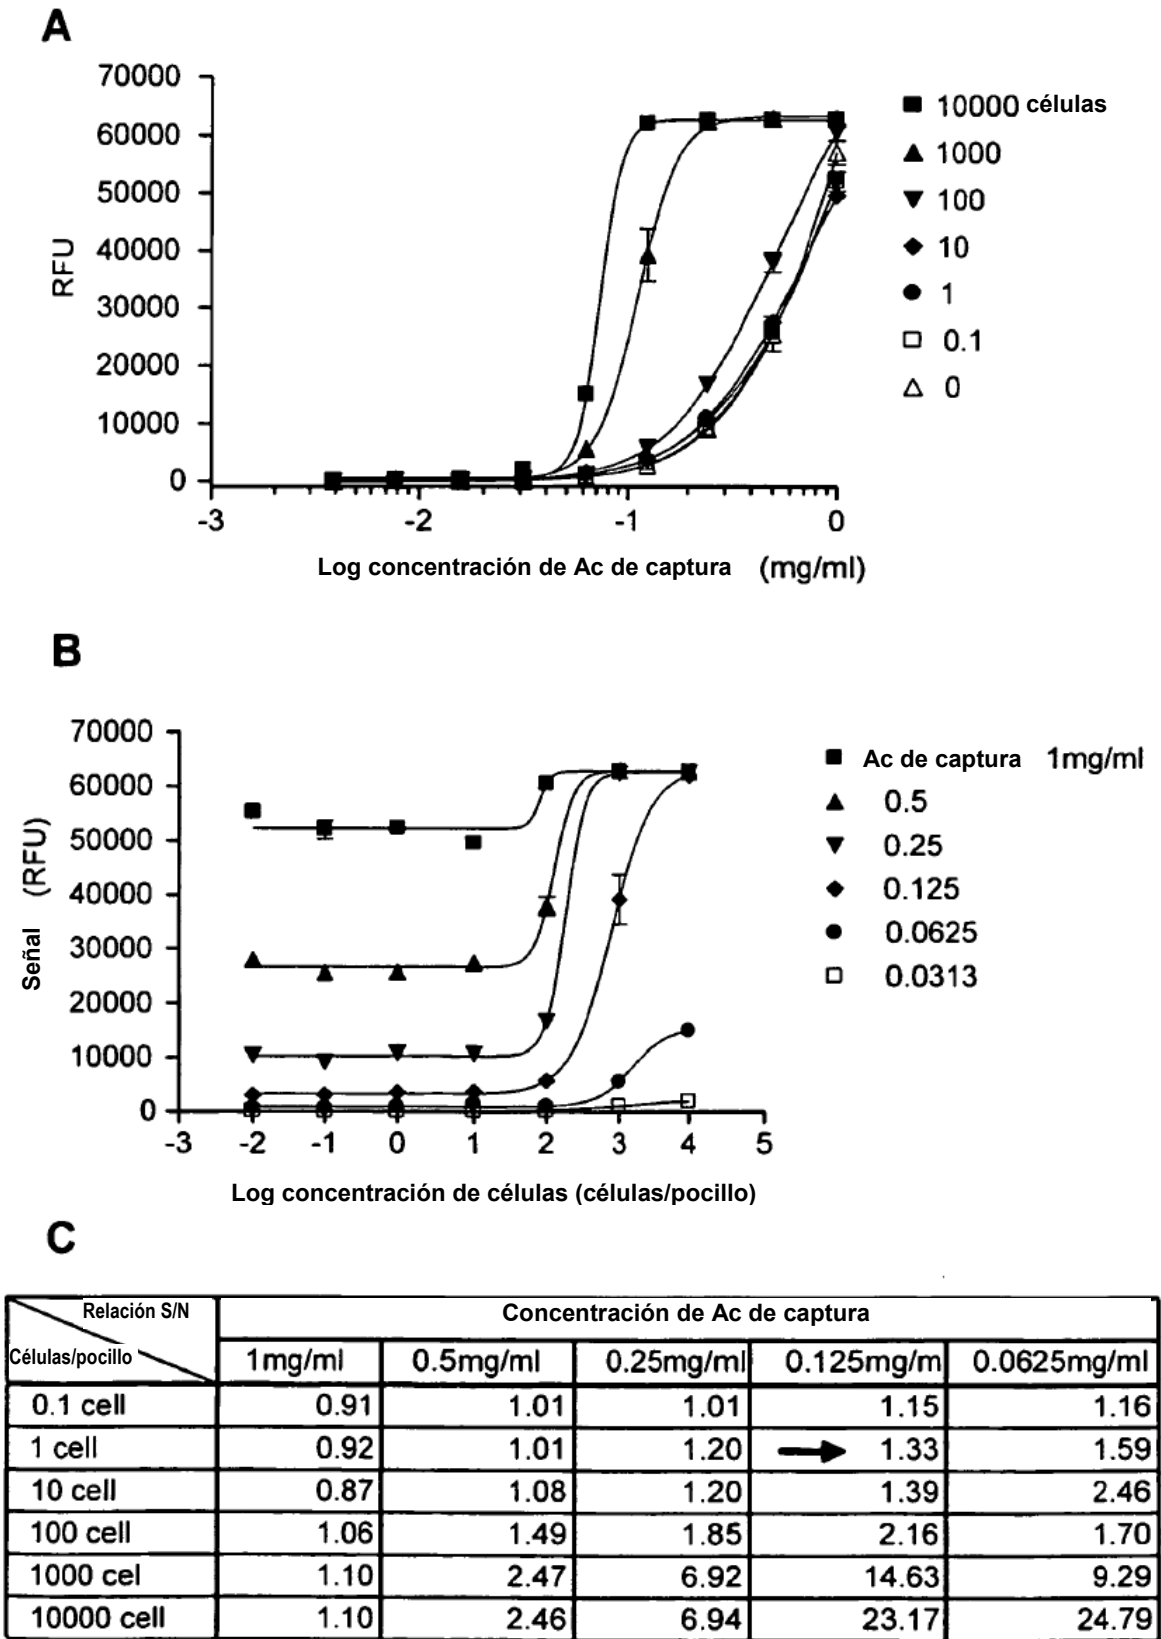 A
70000
60000
50000
40000
30000
20000
10000
0
RFU
-3
-2
-1
0
Log concentración de Ac de captura (mg/ml)
10000 células
1000
100
10
1
0.1
0
B
70000
60000
50000
40000
30000
20000
10000
0
Señal (RFU)
-3
-2
-1
0
1
2
3
4
5
Log concentración de células (células/pocillo)
Ac de captura 1mg/ml
0.5
0.25
0.125
0.0625
0.0313
C
Relación S/N
Células/pocillo
Concentración de Ac de captura
1mg/ml 0.5mg/ml 0.25mg/ml 0.125mg/m 0.0625mg/ml
0.1 cell 0.91 1.01 1.01 1.15 1.16
1 cell 0.92 1.01 1.20 1.33 1.59
10 cell 0.87 1.08 1.20 1.39 2.46
100 cell 1.06 1.49 1.85 2.16 1.70
1000 cel 1.10 2.47 6.92 14.63 9.29
10000 cell 1.10 2.46 6.94 23.17 24.79